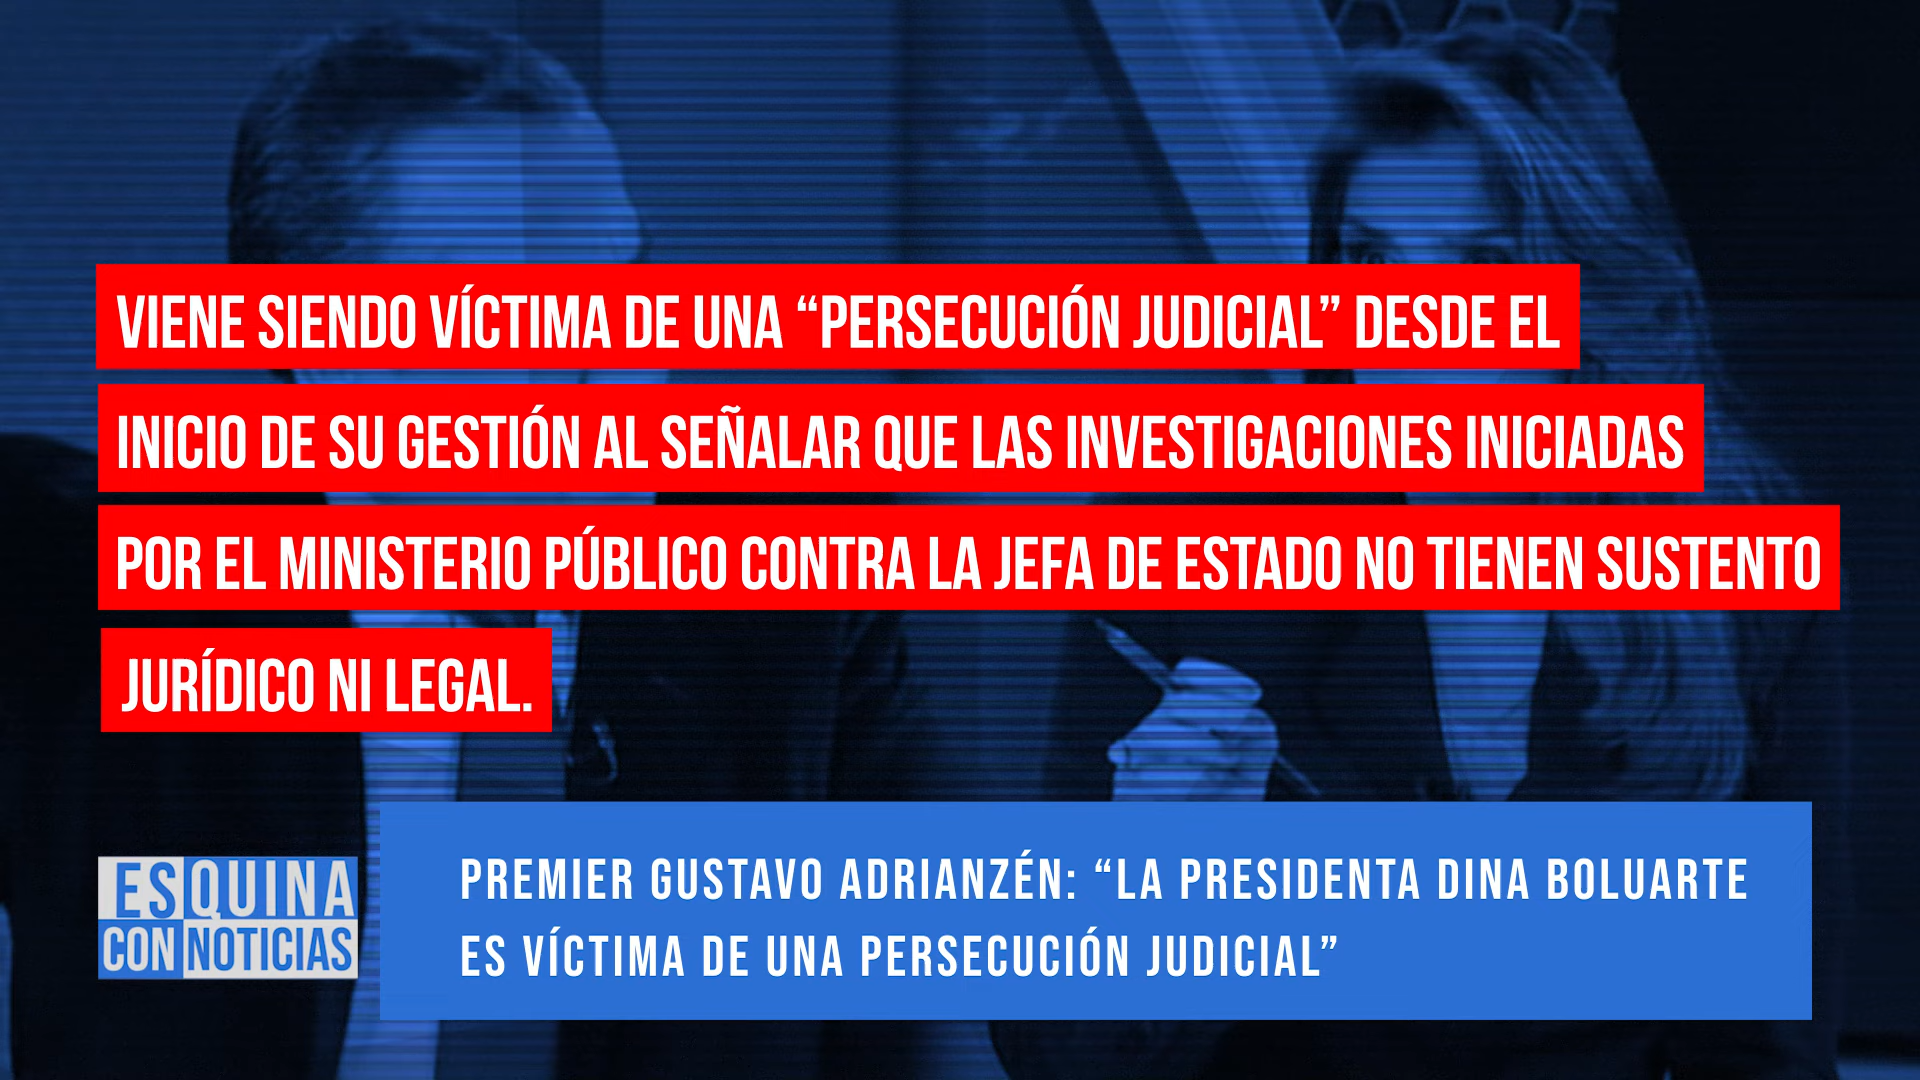 VIENE SIENDO VÍCTIMA DE UNA “PERSECUCIÓN JUDICIAL” DESDE EL
INICIO DE SU GESTIÓN AL SEÑALAR QUE LAS INVESTIGACIONES INICIADAS
POR EL MINISTERIO PÚBLICO CONTRA LA JEFA DE ESTADO NO TIENEN SUSTENTO
JURÍDICO NI LEGAL.
ESQUINA
CON NOTICIAS
PREMIER GUSTAVO ADRIANZÉN: “LA PRESIDENTA DINA BOLUARTE
ES VÍCTIMA DE UNA PERSECUCIÓN JUDICIAL”